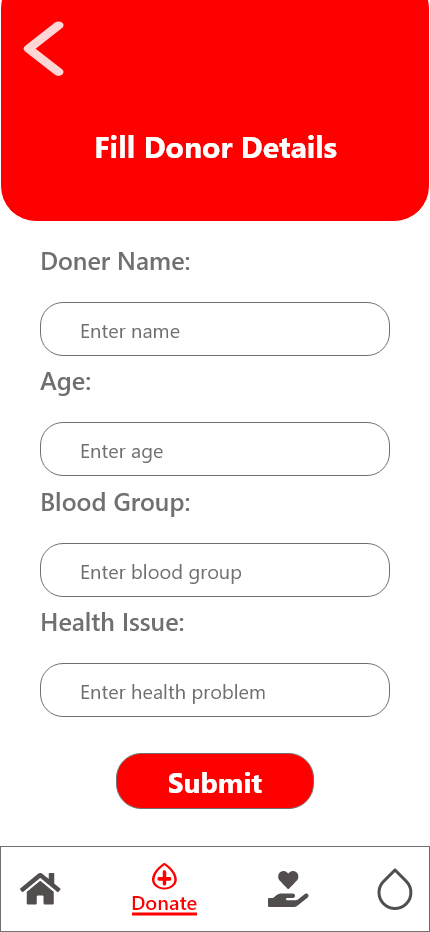 Fill Donor Details
Doner Name:
Enter name
Age:
Enter age
Blood Group:
Enter blood group
Health Issue:
Enter health problem
Submit
Donate